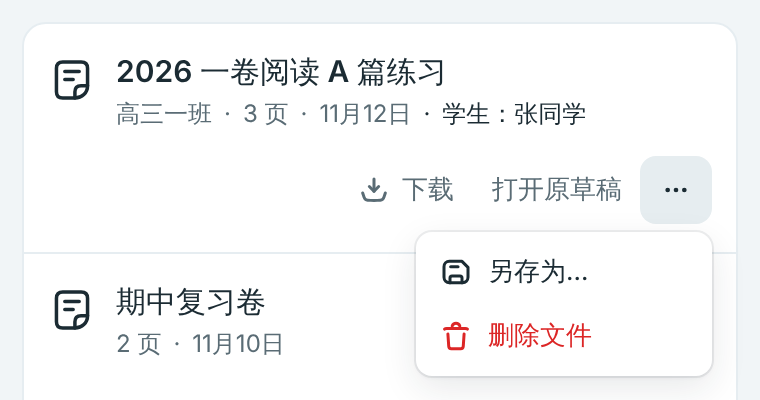 2026 一卷阅读 A 篇练习
高三一班 · 3 页 · 11月12日 · 学生：张同学
下载 打开原草稿 ···
另存为...
删除文件
期中复习卷
2 页 · 11月10日